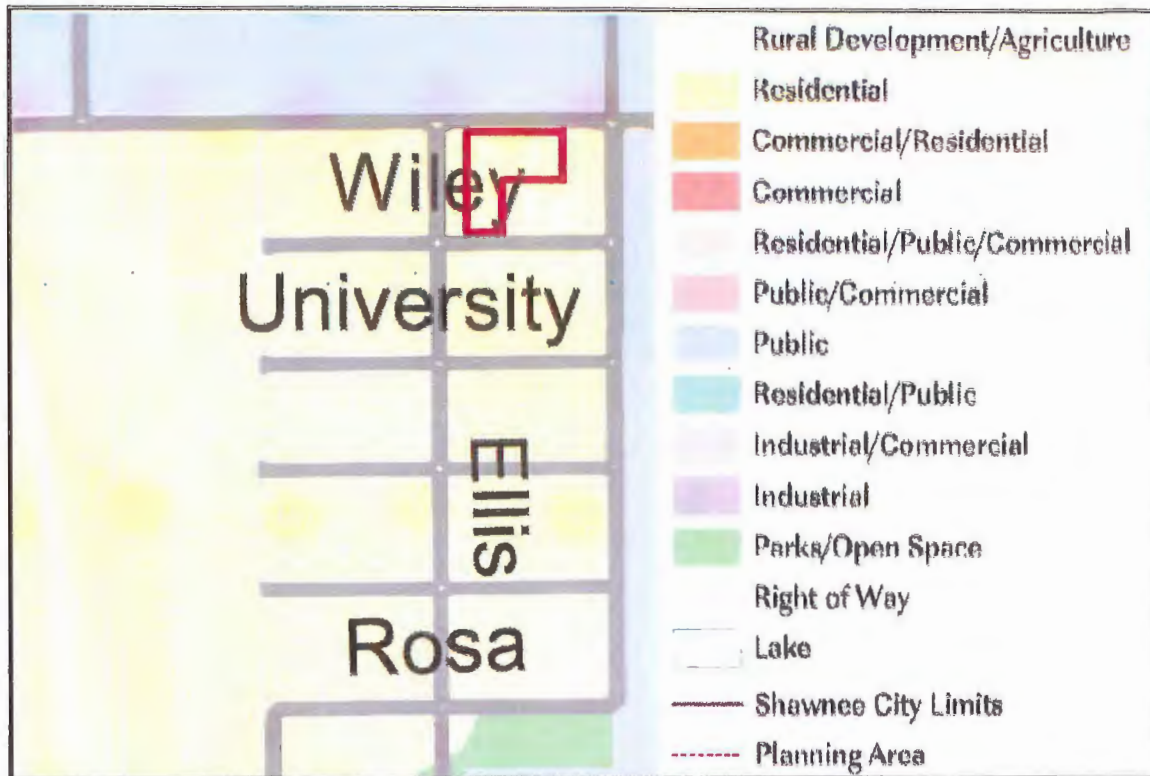 Wiley
University
Ellis
Rosa
Rural Development/Agriculture
Residential
Commercial/Residential
Commercial
Residential/Public/Commercial
Public/Commercial
Public
Residential/Public
Industrial/Commercial
Industrial
Parks/Open Space
Right of Way
Lake
Shawnee City Limits
Planning Area